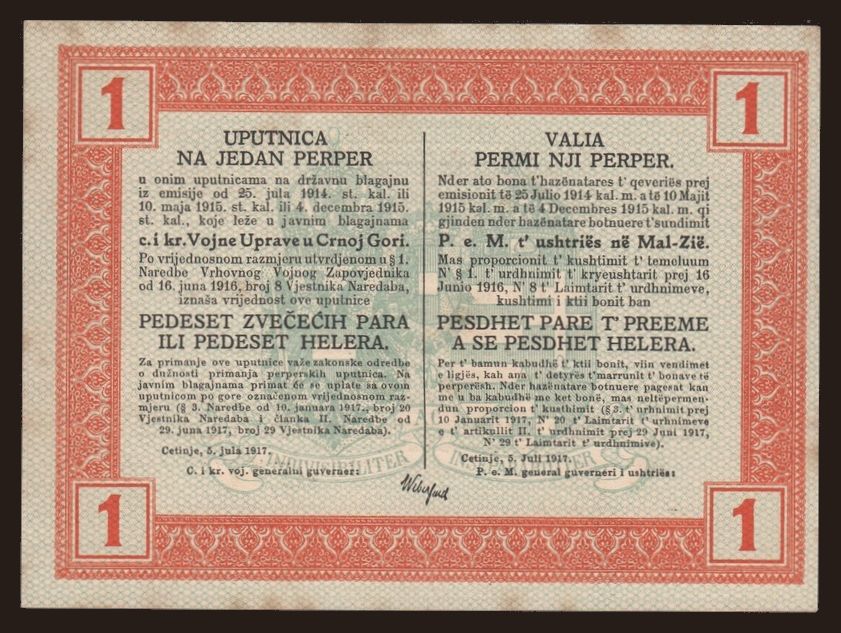 1
1
UPUTNICA
NA JEDAN PERPER
u onim uputnicama na državnu blagajnu
iz emisije od 25. jula 1914. st. kal. ili
10. maja 1915. st. kal. ili 4. decembra 1915.
st. kal., koje leže u javnim blagajnama
c. i kr. Vojne Uprave u Crnoj Gori.
Po vrijednosnom razmjeru utvrdjenom u § 1.
Naredbe Vrhovnog Vojnog Zapovjednika
od 16. juna 1916, broj 8 Vjestnika Naredaba,
iznaša vrijednost ove uputnice
PEDESET ZVEČEĆIH PARA
ILI PEDESET HELERA.
Za primanje ove uputnice važe zakonske odredbe
o dužnosti primanja perperskih uputnica. Na
javnim blagajnama primat će se uplate sa ovom
uputnicom po gore označenom vrijednosnom raz-
mjeru (§ 3. Naredbe od 10. januara 1917., broj 20
Vjestnika Naredaba i članka II. Naredbe od
29. juna 1917, broj 29 Vjestnika Naredaba).
Cetinje, 5. jula 1917.
C. i kr. voj. generalni guverner:
VALIA
PERMI NJI PERPER.
Nder ato bona t'hazënatares t' qeveriës prej
emisionit të 25 Julio 1914 kal. m. a të 10 Majit
1915 kal. m. a të 4 Decembres 1915 kal. m. qi
gjinden nder hazënatare botnuere t'sundimit
P. e. M. t' ushtriës në Mal-Zië.
Mas proporcionit t' kushtimit t' temeluum
N' § 1. t' urdhnimit t' kryeushtarit prej 16
Junio 1916, N' 8 t' Laimtarit t' urdhnimeve,
kushtimi i ktii bonit ban
PESDHET PARE T' PREEME
A SE PESDHET HELERA.
Per t' bamun kabudhë t' ktii bonit, viin vendimet
e ligjës, kah ana e detyrës t'marrunit t' bonave të
perperësh. Nder hazënatare botnuere pagesat kan
me u ba kabudhë me ket bonë, mas neltëpermen-
dun proporcion t' kusthimit (§ 3. t' urhnimit prej
10 Januarit 1917, N' 20 t' Laimtarit t' urhnimeve
e t' artikullit II. t' urdhnimit prej 29 Juni 1917,
N' 29 t' Laimtarit t' urdhnimive).
Cetinje, 5. Juli 1917.
P. e M. general guverneri i ushtriës:
1
1